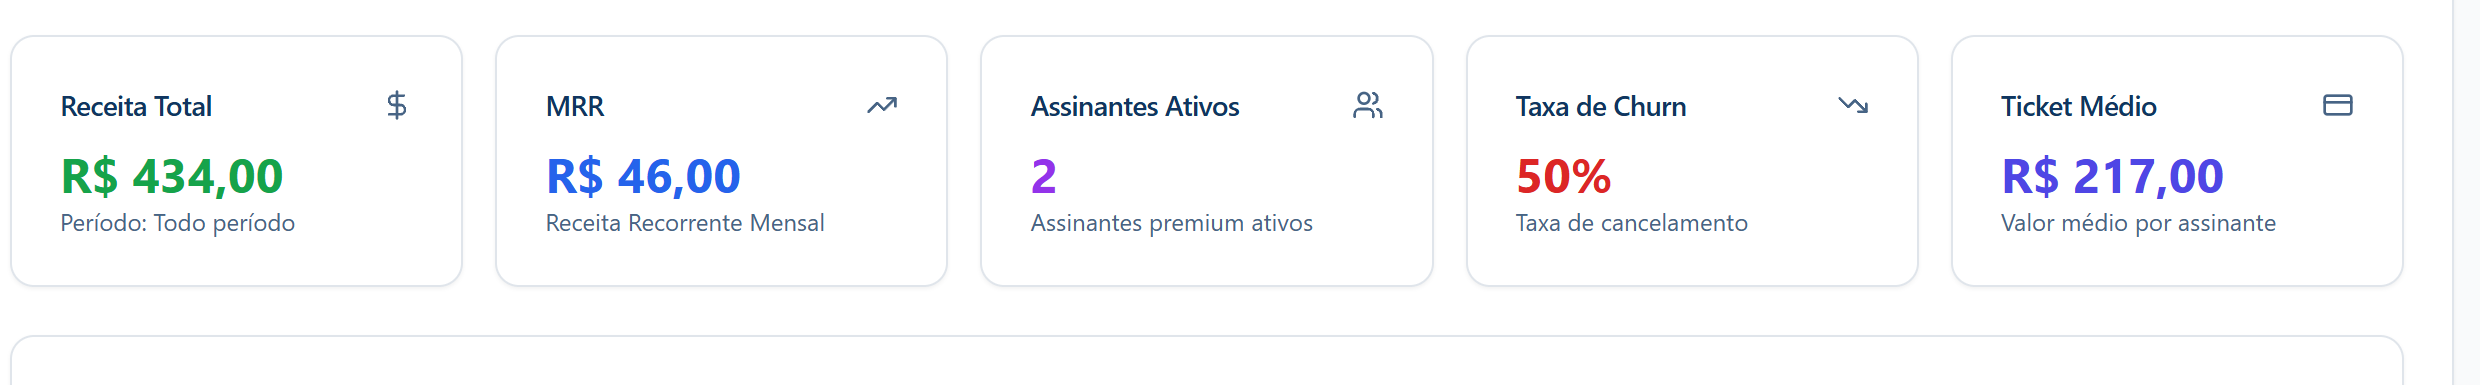 Receita Total
R$ 434,00
Período: Todo período
MRR
R$ 46,00
Receita Recorrente Mensal
Assinantes Ativos
2
Assinantes premium ativos
Taxa de Churn
50%
Taxa de cancelamento
Ticket Médio
R$ 217,00
Valor médio por assinante